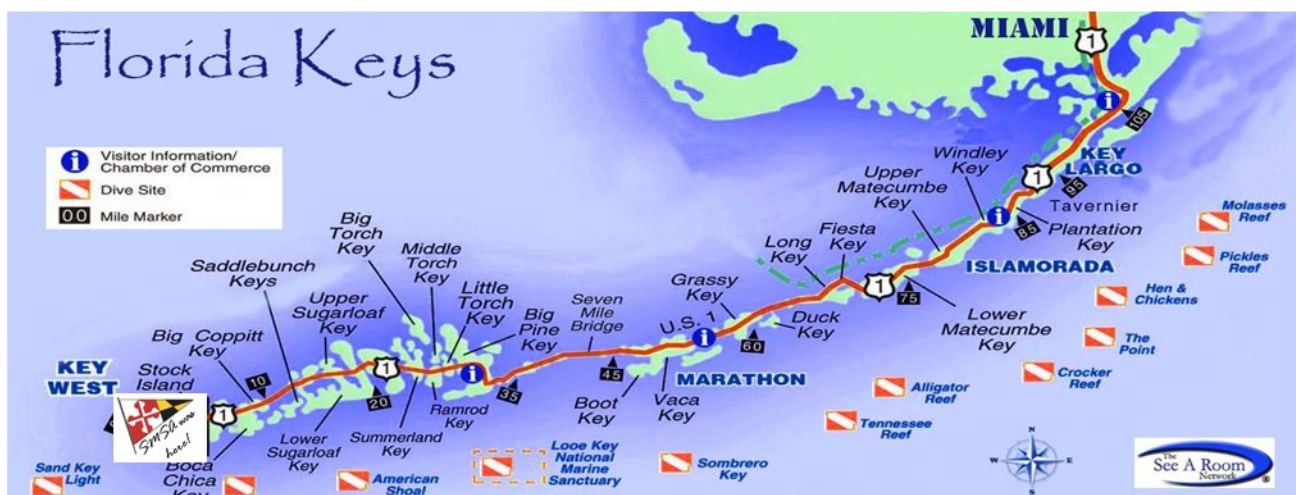 Florida Keys
MIAMI
1
i
Visitor Information/
Chamber of Commerce
Dive Site
00 Mile Marker
105
KEY
LARGO
95
1
Tavernier
Windley
Key
Upper
Matecumbe
Key
85
Plantation
Key
ISLAMORADA
Molasses
Reef
Pickles
Reef
Hen &
Chickens
The
Point
Crocker
Reef
Alligator
Reef
Tennessee
Reef
Fiesta
Key
Long
Key
1
75
Lower
Matecumbe
Key
Grassy
Key
Duck
Key
U.S. 1
60
MARATHON
Seven
Mile
Bridge
45
Boot
Key
Vaca
Key
35
Big
Pine
Key
Little
Torch
Key
Middle
Torch
Key
Big
Torch
Key
Ramrod
Key
Summerland
Key
1
20
Upper
Sugarloaf
Key
Lower
Sugarloaf
Key
Saddlebunch
Keys
Big Coppitt
Key
10
Stock
Island
KEY
WEST
1
SMSA was
here!
Boca
Chica
Key
Sand Key
Light
American
Shoal
Looe Key
National
Marine
Sanctuary
Sombrero
Key
N
W E
S
The
See A Room
Network
®